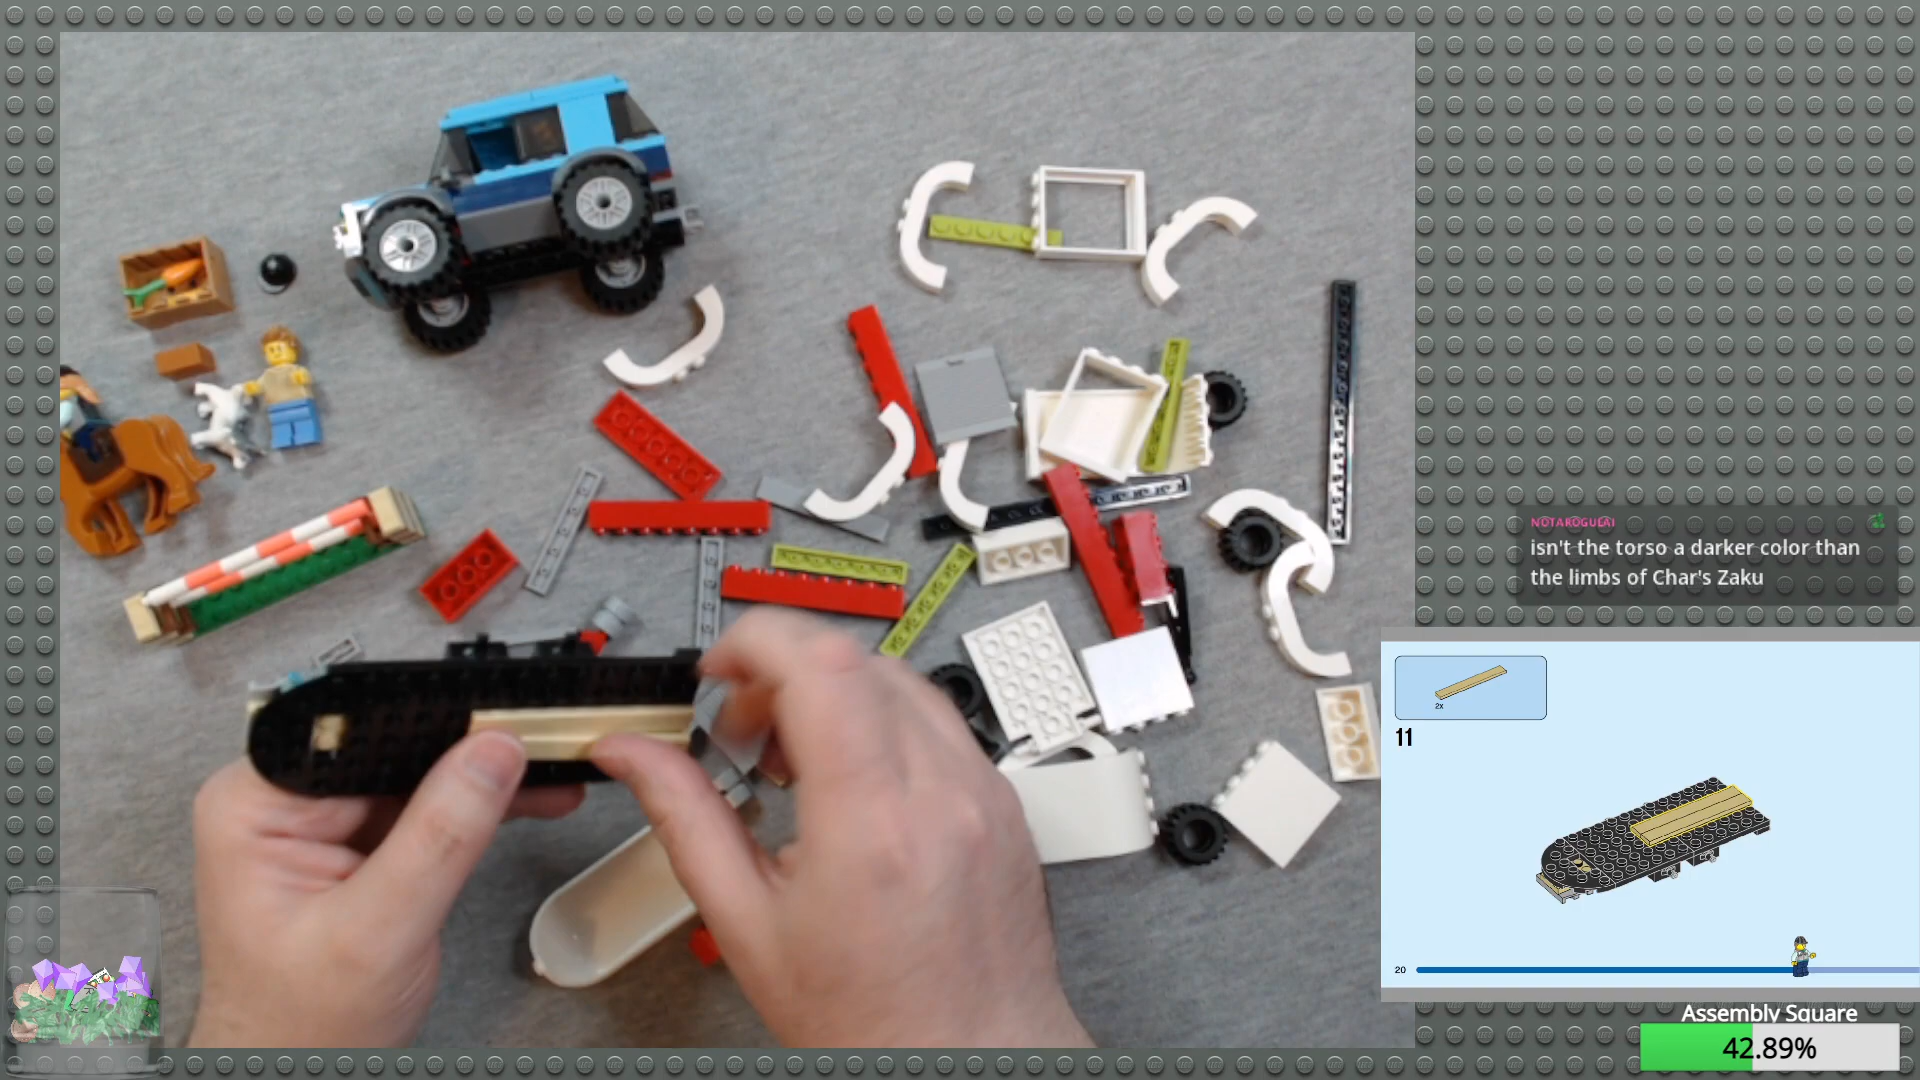 NOTAROGUEAI
isn't the torso a darker color than
the limbs of Char's Zaku
2x
11
20
Assembly Square
42.89%